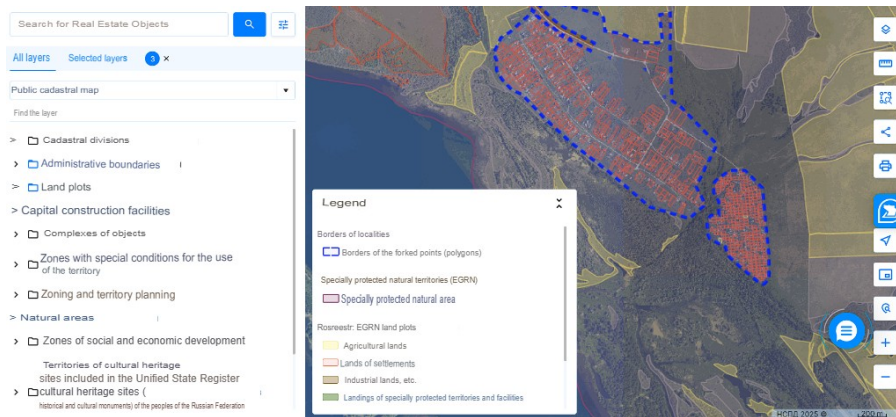 Search for Real Estate Objects
All layers
Selected layers
3 ×
Public cadastral map
Find the layer
> Cadastral divisions
> Administrative boundaries
> Land plots
> Capital construction facilities
> Complexes of objects
> Zones with special conditions for the use
of the territory
> Zoning and territory planning
> Natural areas
> Zones of social and economic development
Territories of cultural heritage
sites included in the Unified State Register
> cultural heritage sites (
historical and cultural monuments) of the peoples of the Russian Federation
Legend
Borders of localities
Borders of the forked points (polygons)
Specially protected natural territories (EGRN)
Specially protected natural area
Rosreestr: EGRN land plots
Agricultural lands
Lands of settlements
Industrial lands, etc.
Landings of specially protected territories and facilities
НСПД 2025 ©
200 m